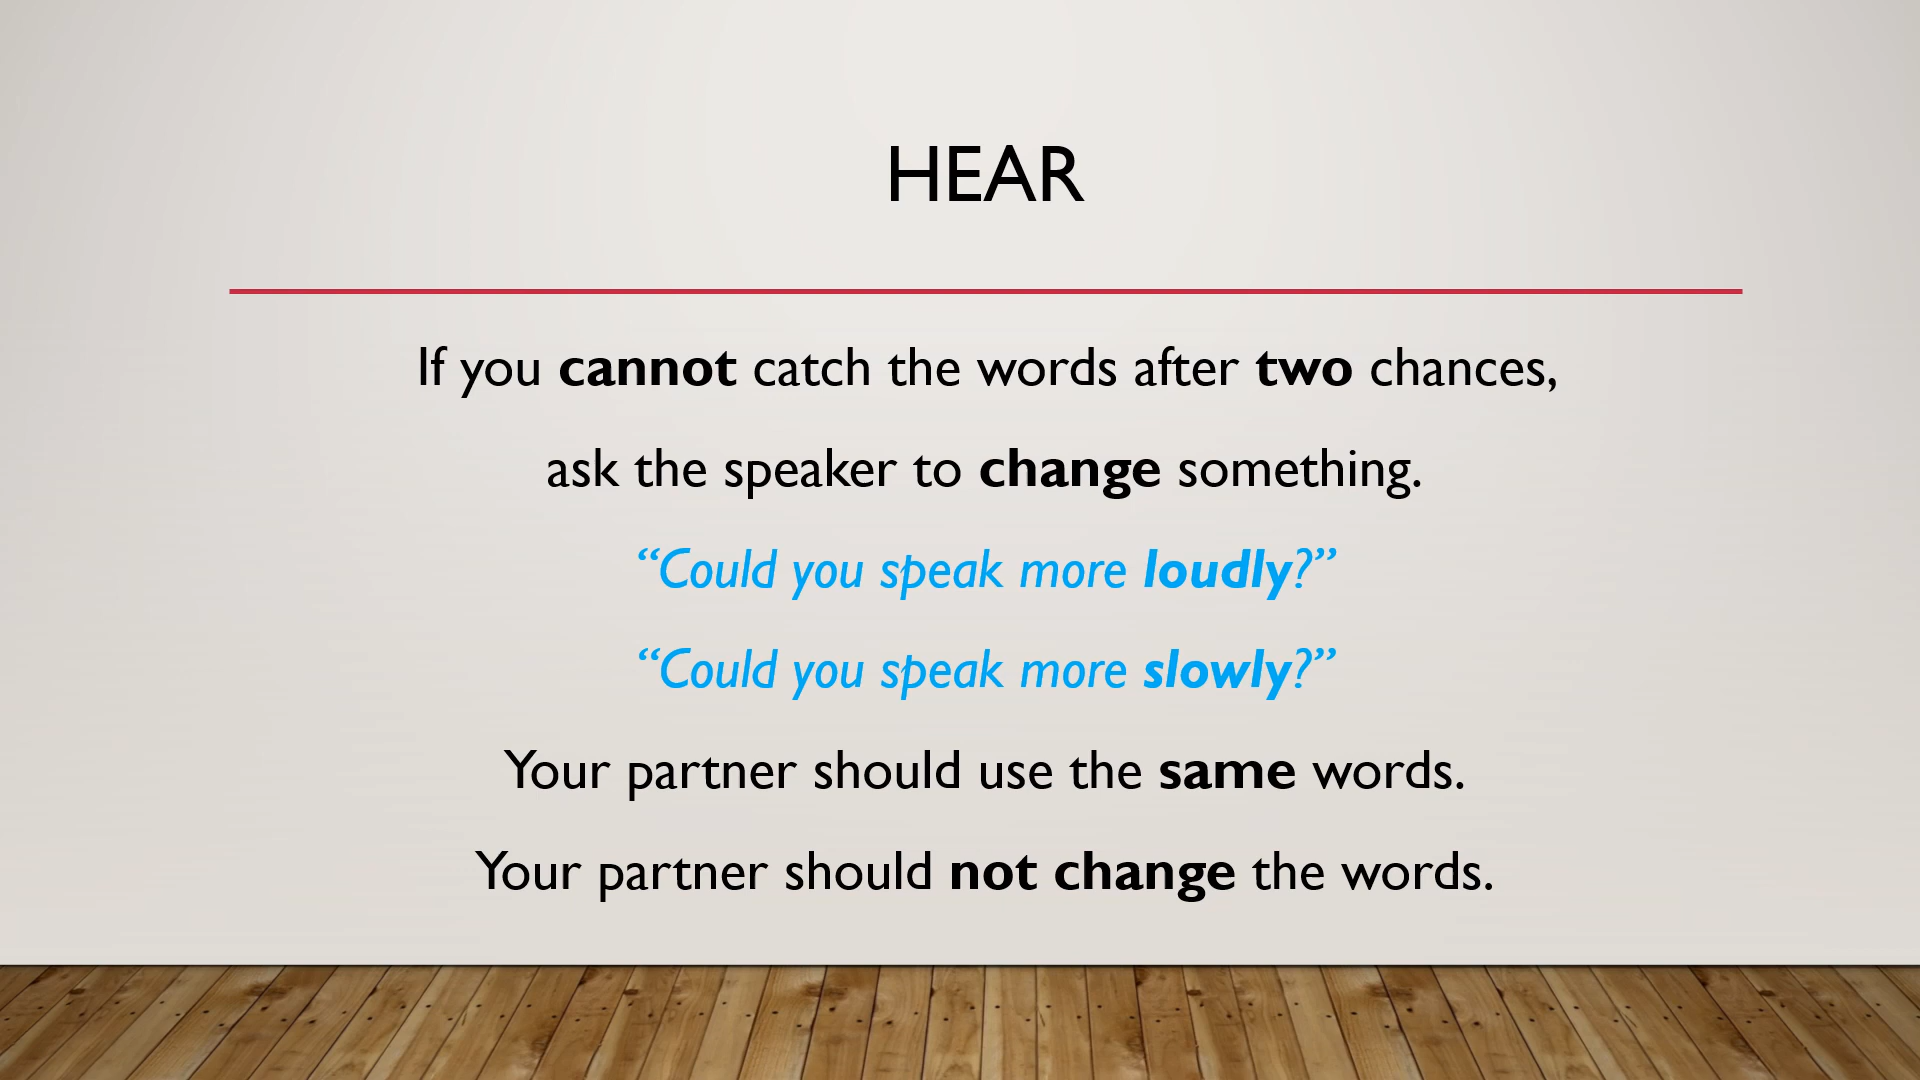 HEAR
If you cannot catch the words after two chances,
ask the speaker to change something.
“Could you speak more loudly?”
“Could you speak more slowly?”
Your partner should use the same words.
Your partner should not change the words.